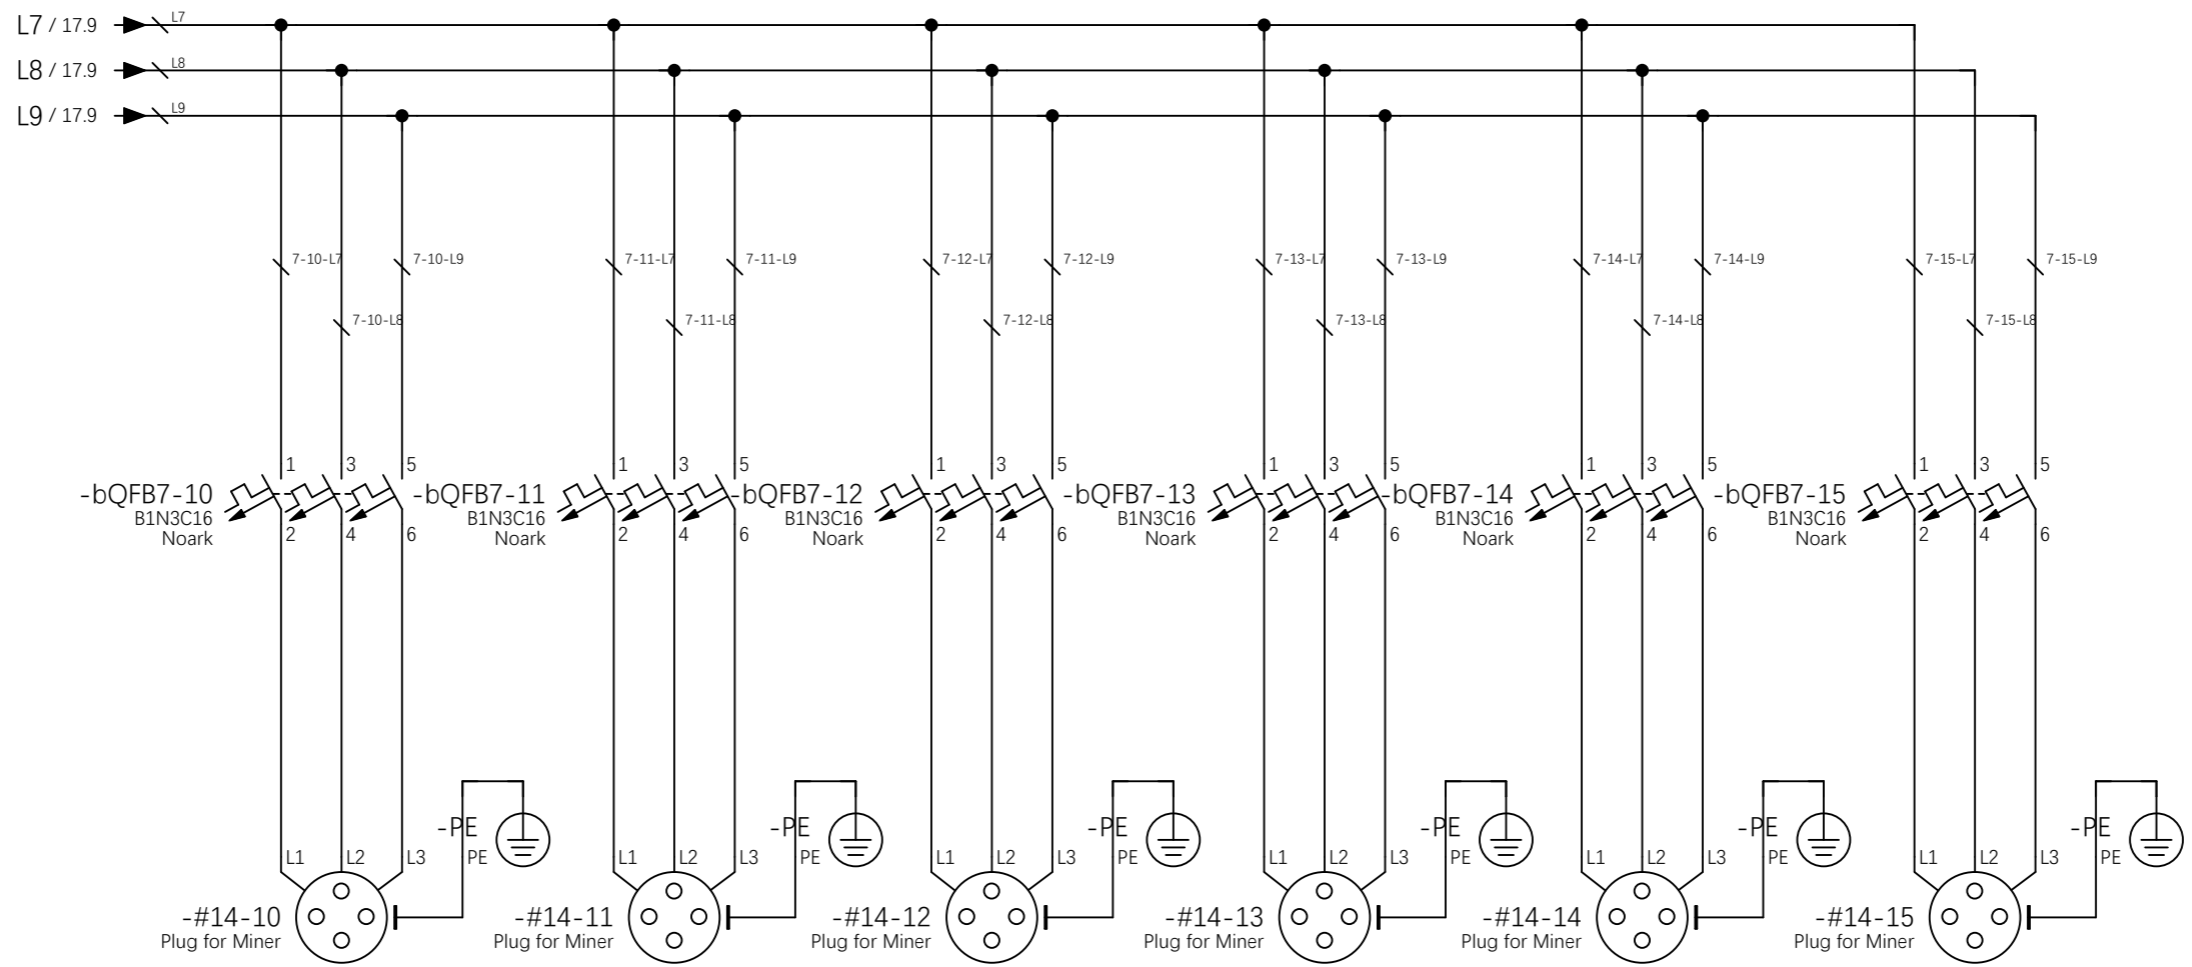 L7 / 17.9
L7
L8 / 17.9
L8
L9 / 17.9
L9
7-10-L7
7-10-L9
7-11-L7
7-11-L9
7-12-L7
7-12-L9
7-13-L7
7-13-L9
7-14-L7
7-14-L9
7-15-L7
7-15-L9
7-10-L8
7-11-L8
7-12-L8
7-13-L8
7-14-L8
7-15-L8
1 3 5
1 3 5
1 3 5
1 3 5
1 3 5
1 3 5
-bQFB7-10
B1N3C16
Noark
-bQFB7-11
B1N3C16
Noark
-bQFB7-12
B1N3C16
Noark
-bQFB7-13
B1N3C16
Noark
-bQFB7-14
B1N3C16
Noark
-bQFB7-15
B1N3C16
Noark
2 4 6
2 4 6
2 4 6
2 4 6
2 4 6
2 4 6
-PE
PE
-PE
PE
-PE
PE
-PE
PE
-PE
PE
-PE
PE
L1 L2 L3
L1 L2 L3
L1 L2 L3
L1 L2 L3
L1 L2 L3
L1 L2 L3
-#14-10
Plug for Miner
-#14-11
Plug for Miner
-#14-12
Plug for Miner
-#14-13
Plug for Miner
-#14-14
Plug for Miner
-#14-15
Plug for Miner